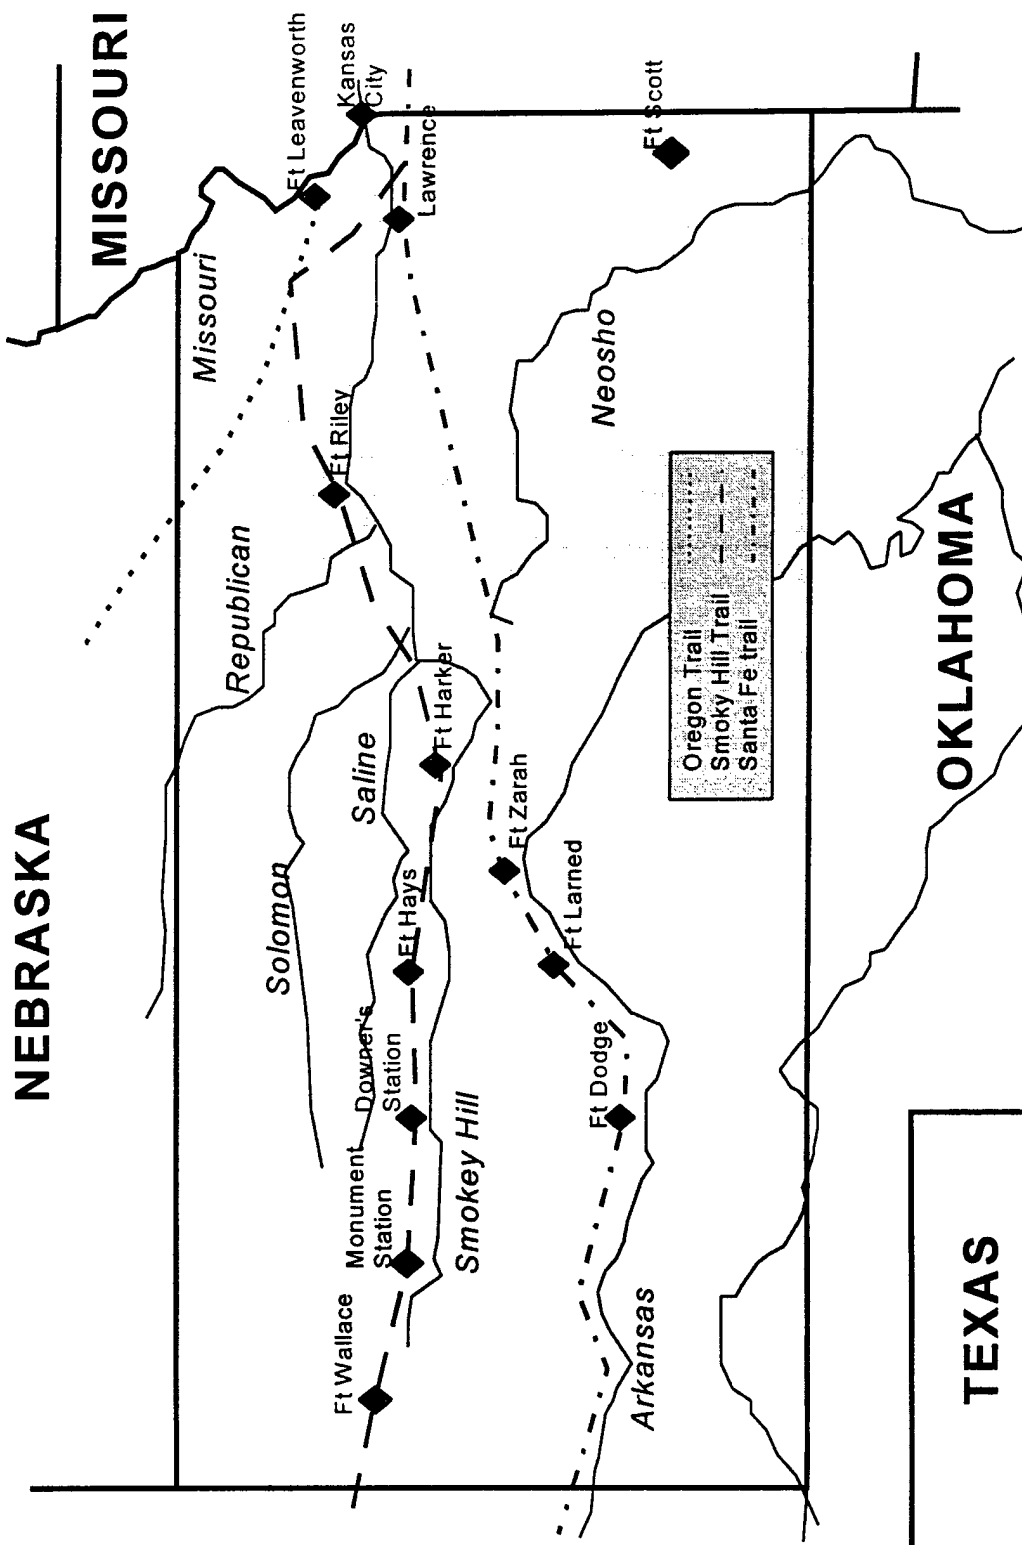 NEBRASKA
MISSOURI
Missouri
Republican
Solomon
Saline
Ft Leavenworth
Kansas
City
Lawrence
Ft Riley
Ft Harker
Ft Hays
Downer's
Station
Monument
Station
Ft Wallace
Smokey Hill
Ft Zarah
Ft Larned
Ft Dodge
Arkansas
Neosho
Ft Scott
Oregon Trail
Smoky Hill Trail
Santa Fe trail
OKLAHOMA
TEXAS